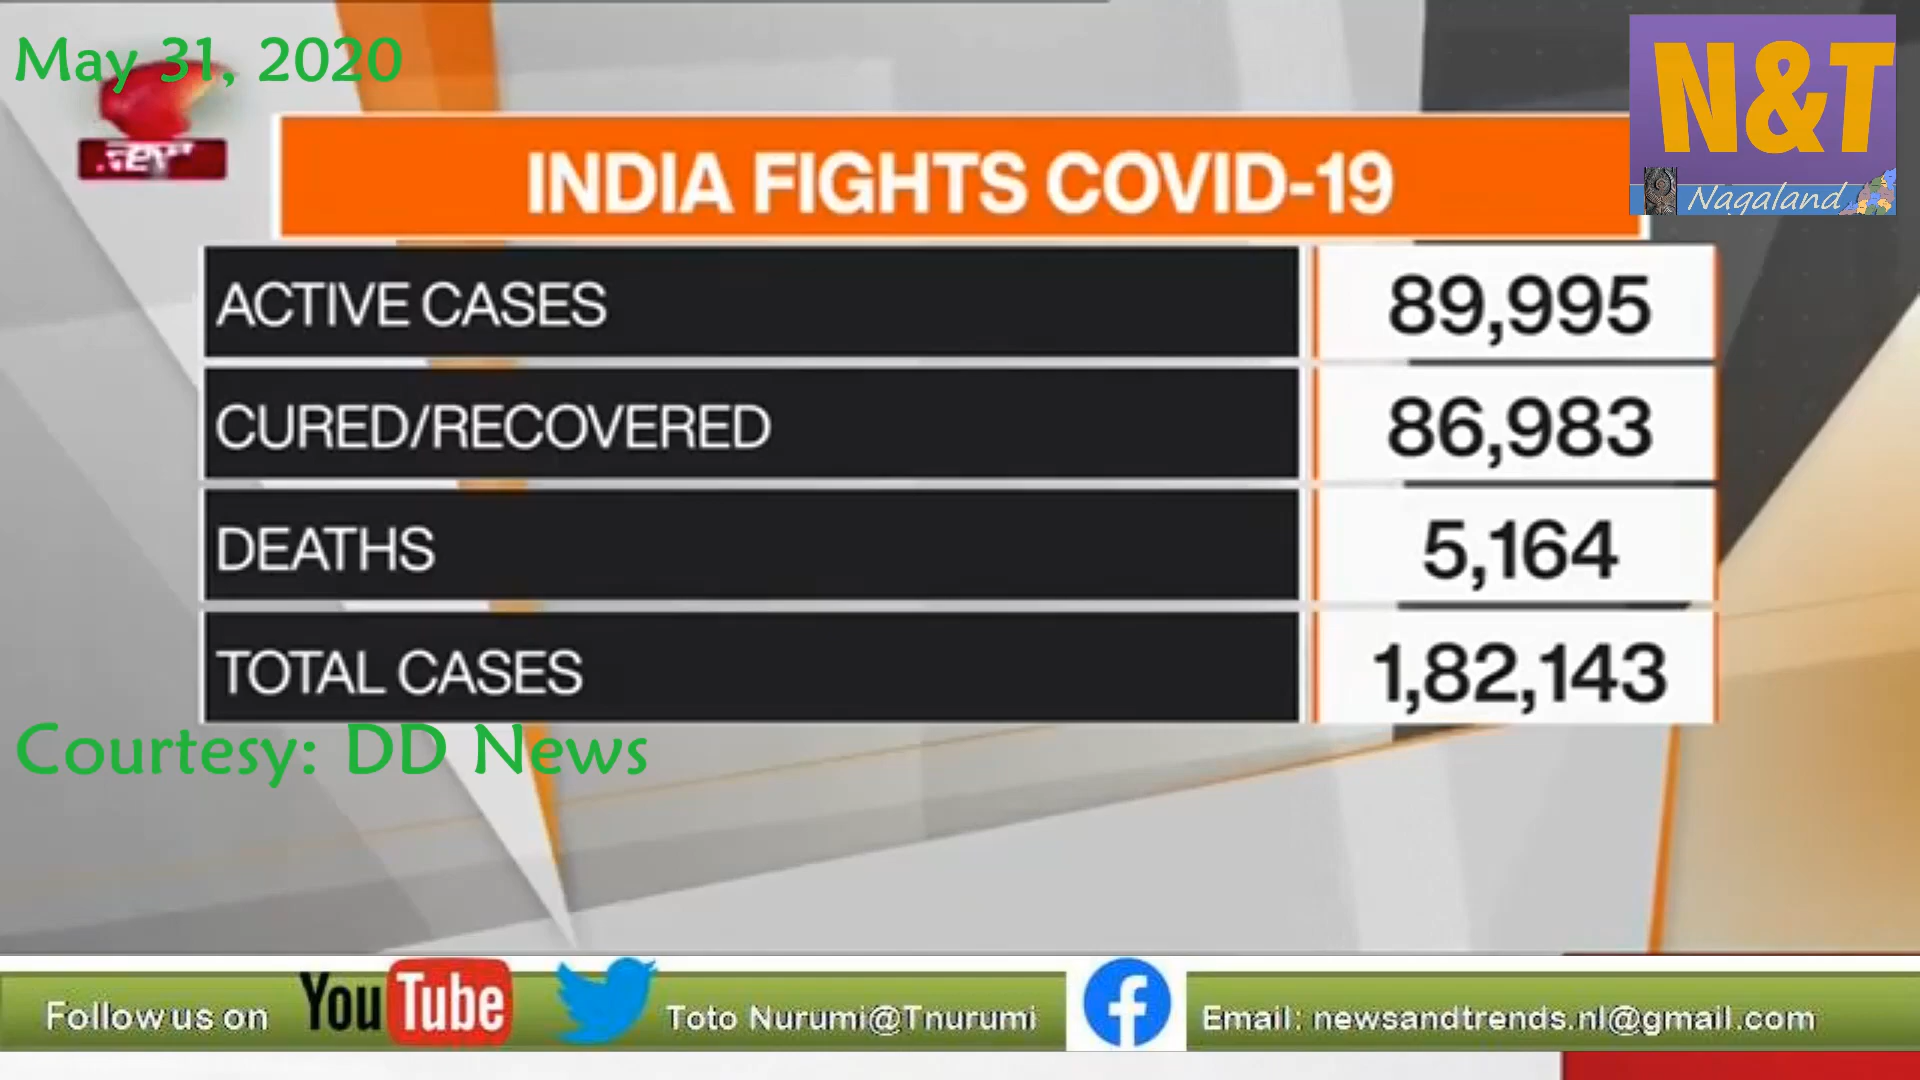 May 31, 2020
N&T
Nagaland
INDIA FIGHTS COVID-19
ACTIVE CASES 89,995
CURED/RECOVERED 86,983
DEATHS 5,164
TOTAL CASES 1,82,143
Courtesy: DD News
Follow us on YouTube Toto Nurumi@Tnurumi f Email: newsandtrends.nl@gmail.com